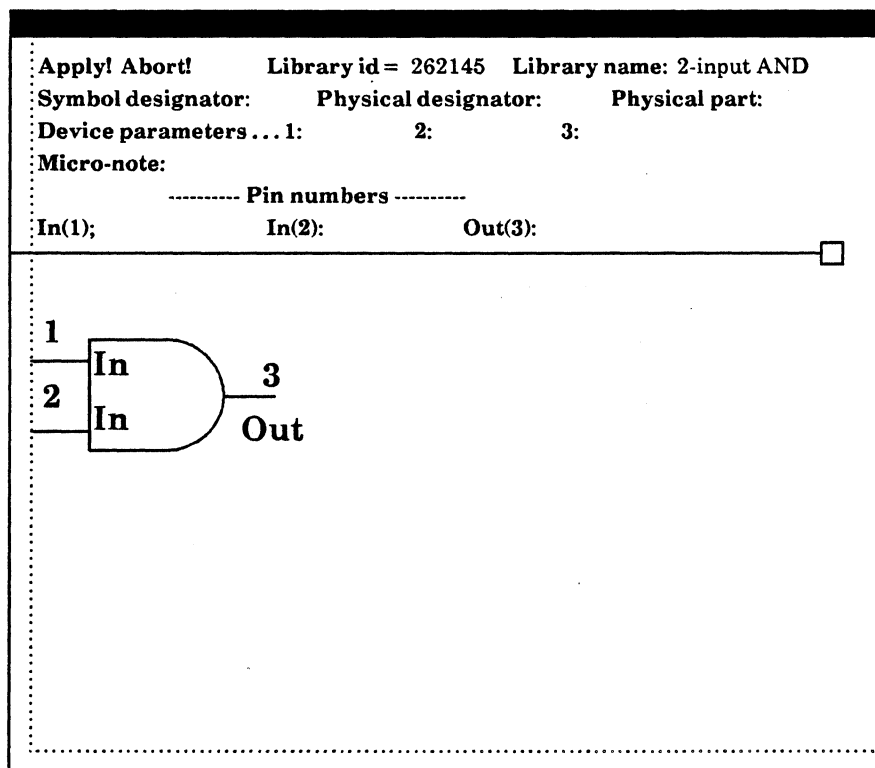 Apply! Abort! Library id = 262145 Library name: 2-input AND
Symbol designator: Physical designator: Physical part:
Device parameters . . . 1: 2: 3:
Micro-note:
---------- Pin numbers ----------
In(1); In(2): Out(3):
1
In
3
2
In
Out